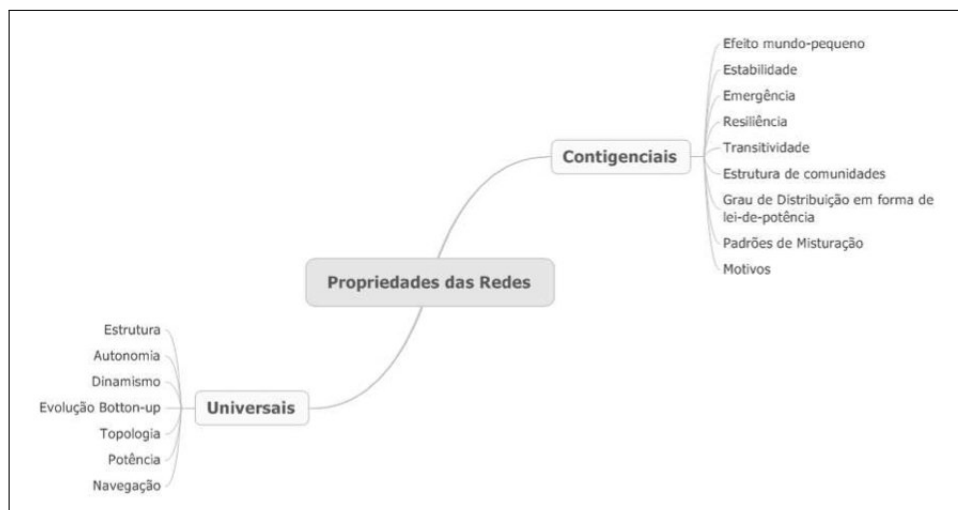 Efeito mundo-pequeno
Estabilidade
Emergência
Resiliência
Contigenciais
Transitividade
Estrutura de comunidades
Grau de Distribuição em forma de
lei-de-potência
Padrões de Misturação
Motivos
Propriedades das Redes
Estrutura
Autonomia
Dinamismo
Evolução Botton-up
Universais
Topologia
Potência
Navegação